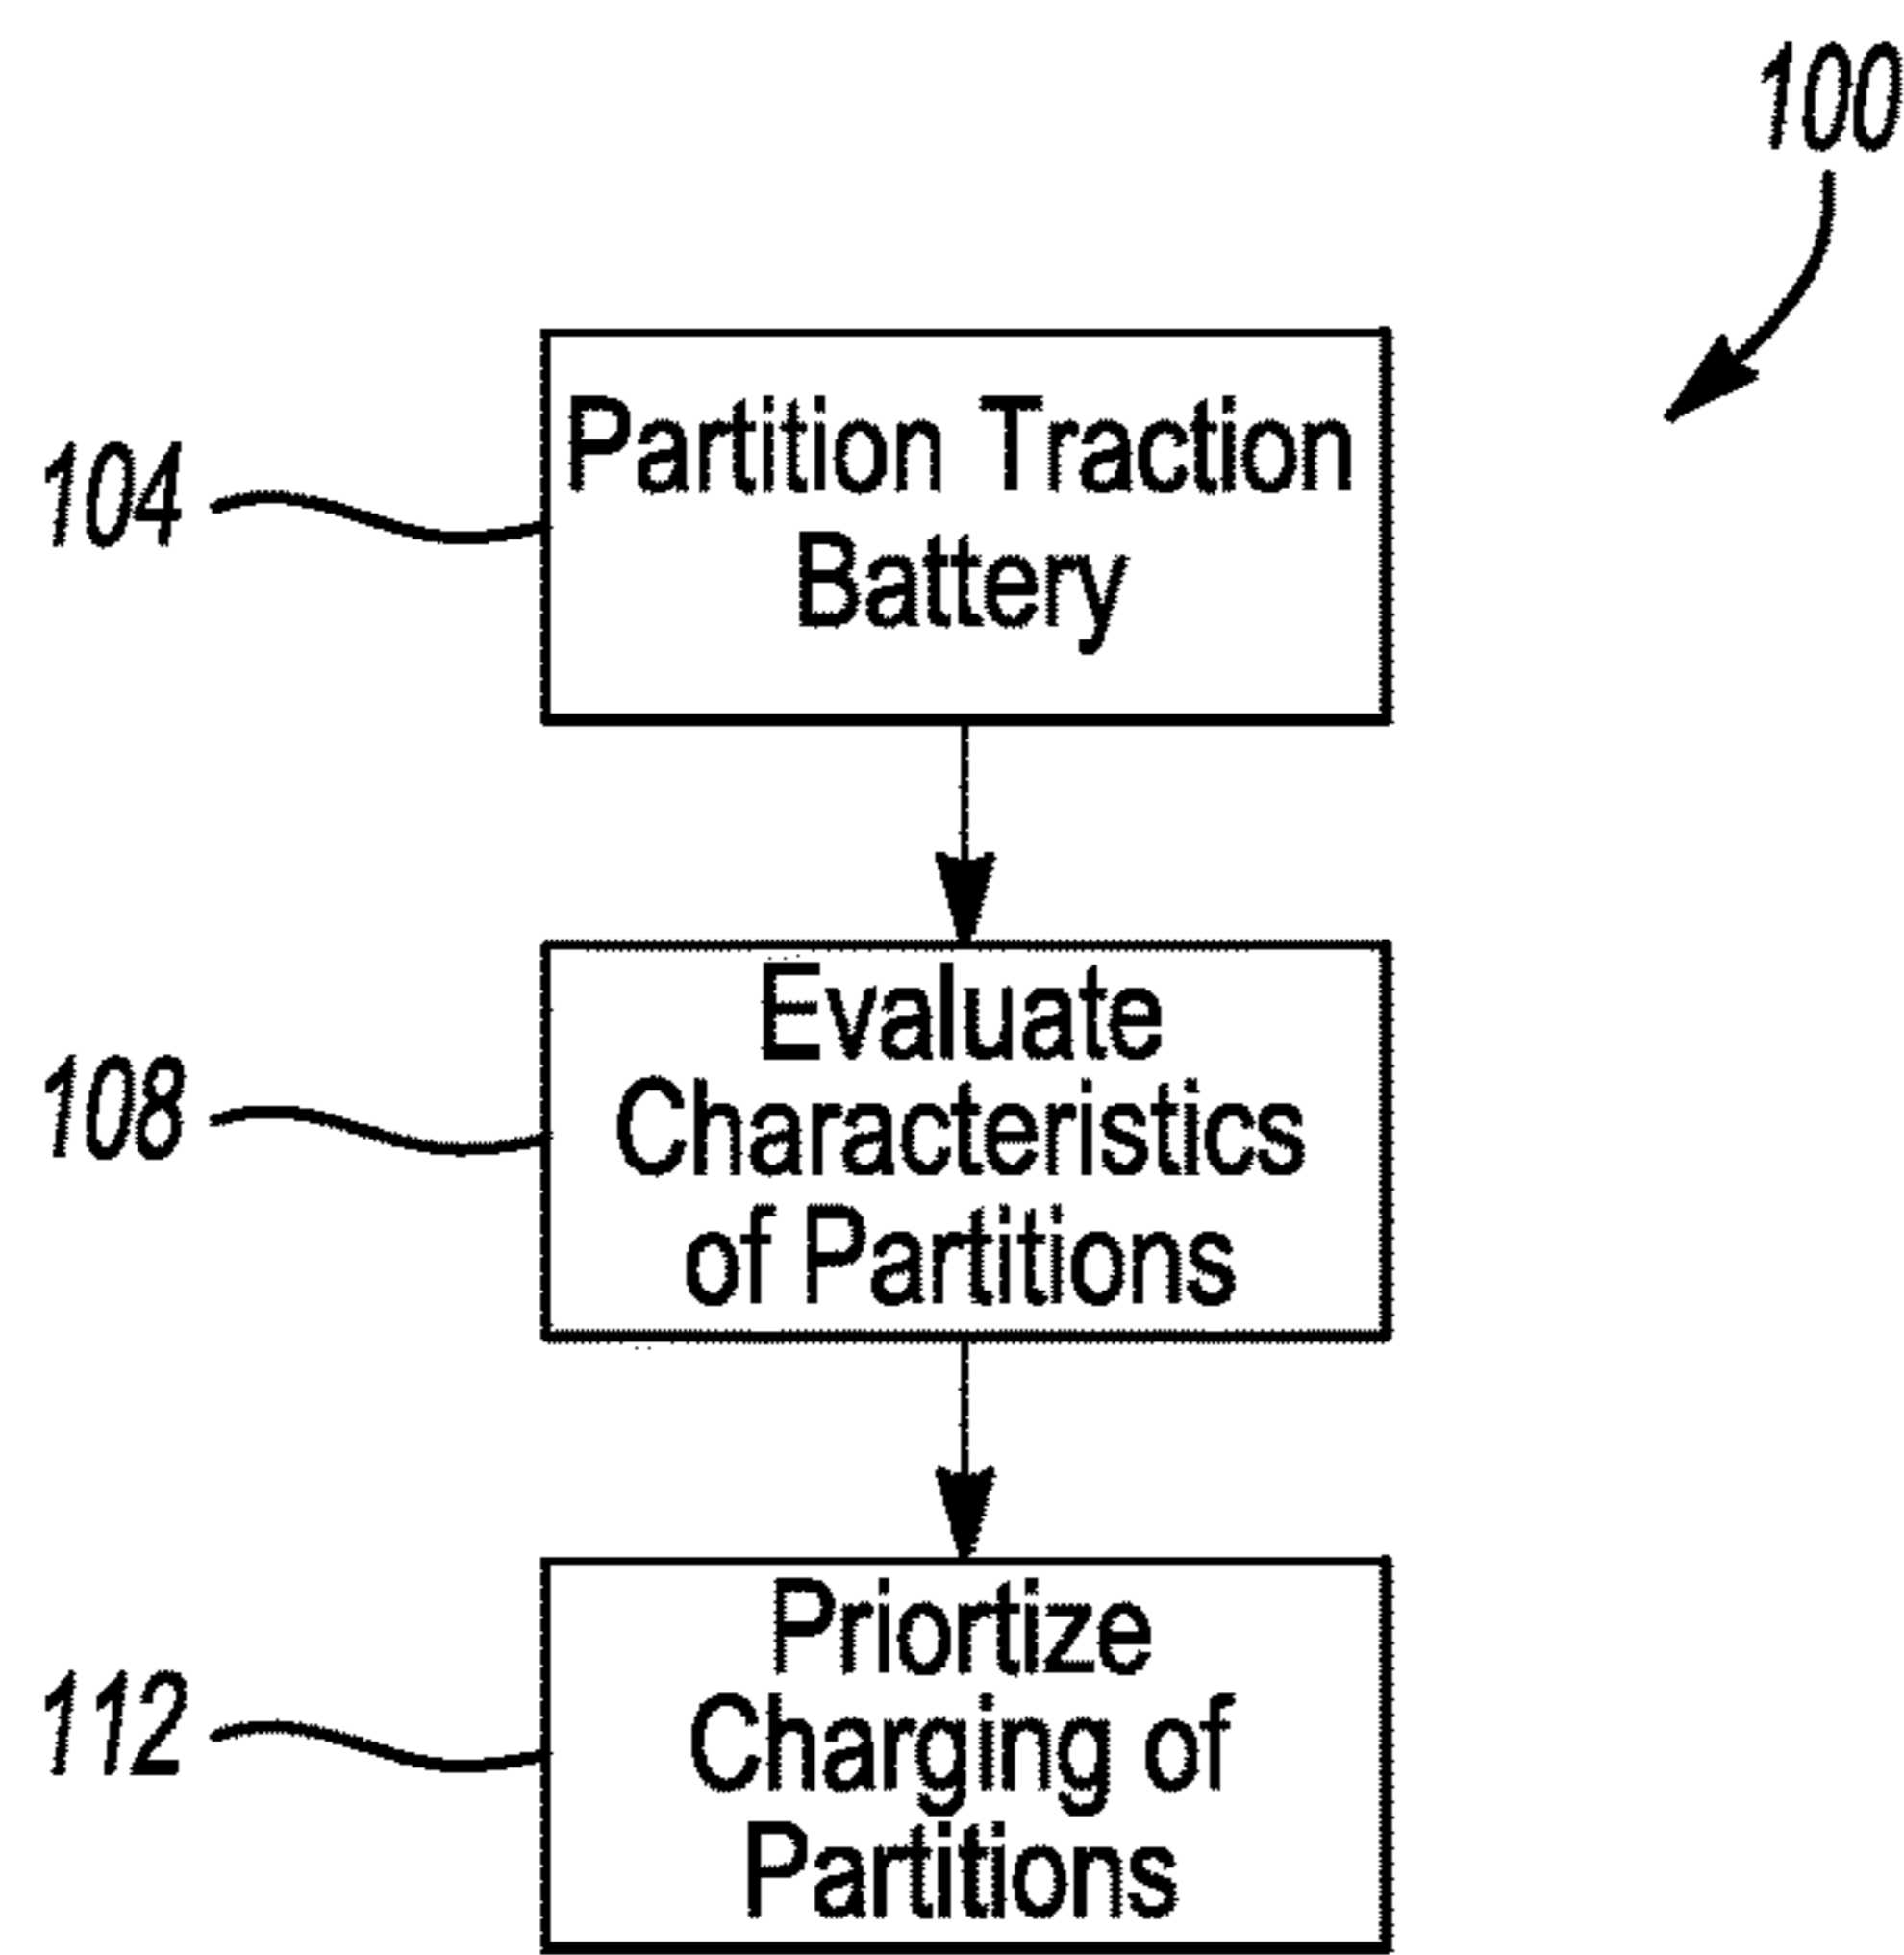 100
104
Partition Traction
Battery
108
Evaluate
Characteristics
of Partitions
112
Priortize
Charging of
Partitions